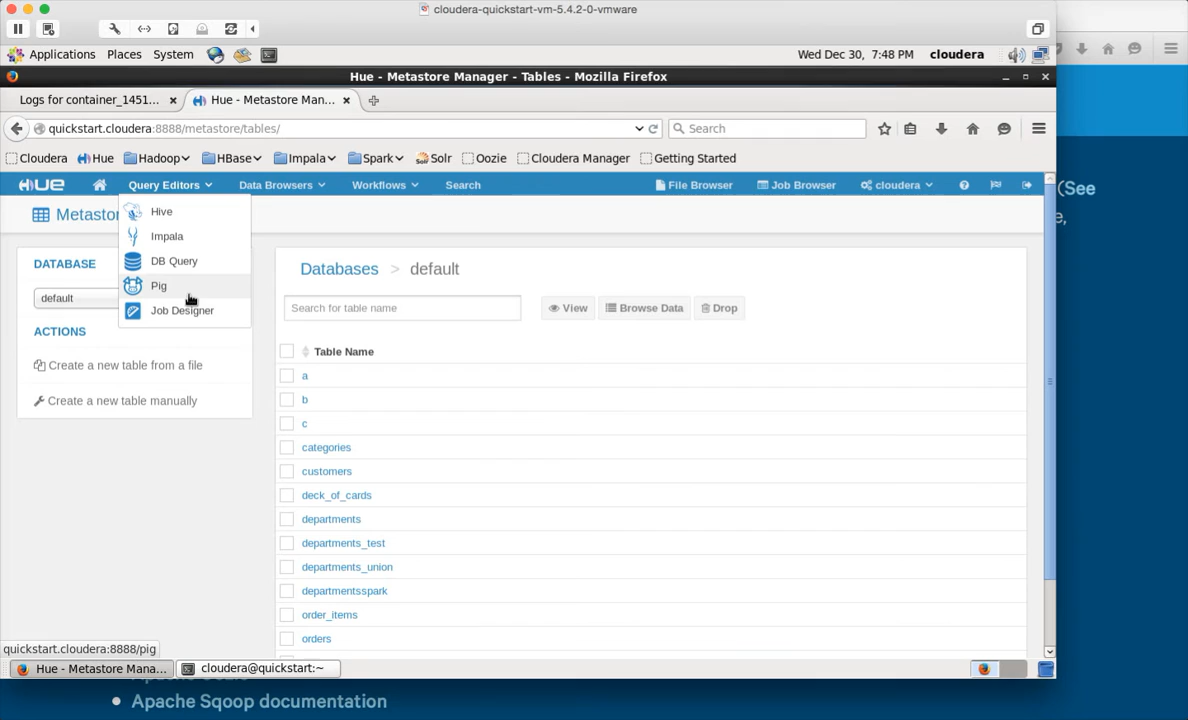 cloudera-quickstart-vm-5.4.2-0-vmware
Applications Places System Wed Dec 30, 7:48 PM cloudera
Hue - Metastore Manager - Tables - Mozilla Firefox
Logs for container_1451... Hue - Metastore Man...
quickstart.cloudera:8888/metastore/tables/ Search
Cloudera Hue Hadoop HBase Impala Spark Solr Oozie Cloudera Manager Getting Started
HUE Query Editors Data Browsers Workflows Search File Browser Job Browser cloudera
(See
Metasto
Hive
Impala
DB Query
Pig
Job Designer
DATABASE
default
ACTIONS
Create a new table from a file
Create a new table manually
Databases > default
Search for table name View Browse Data Drop
Table Name
a
b
c
categories
customers
deck_of_cards
departments
departments_test
departments_union
departmentsspark
order_items
orders
quickstart.cloudera:8888/pig
Hue - Metastore Mana... cloudera@quickstart:~
Apache Sqoop documentation